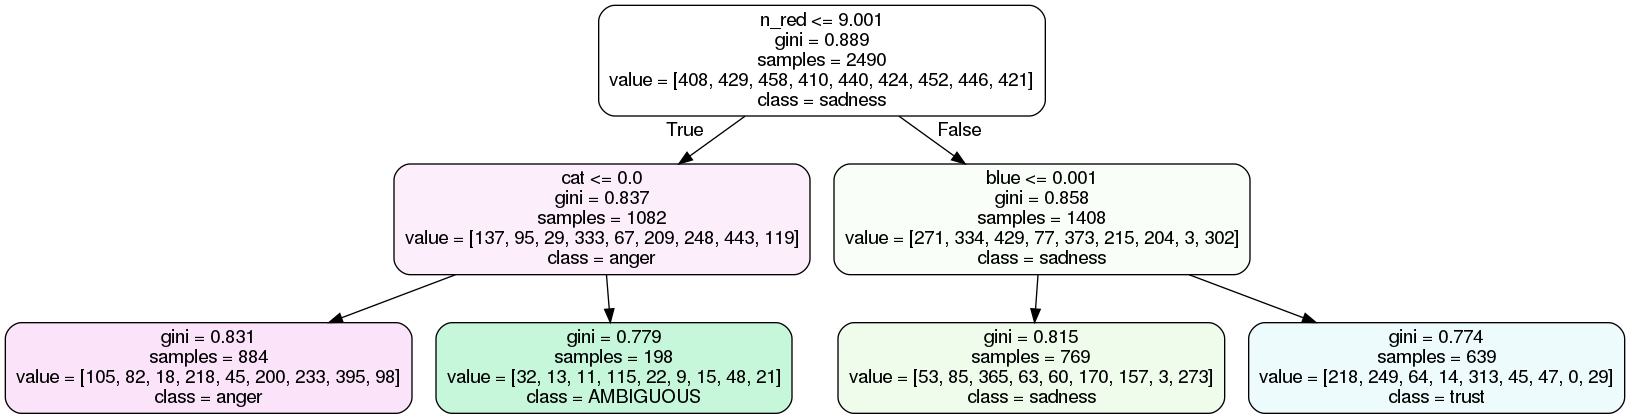 n_red <= 9.001
gini = 0.889
samples = 2490
value = [408, 429, 458, 410, 440, 424, 452, 446, 421]
class = sadness
True
False
cat <= 0.0
gini = 0.837
samples = 1082
value = [137, 95, 29, 333, 67, 209, 248, 443, 119]
class = anger
blue <= 0.001
gini = 0.858
samples = 1408
value = [271, 334, 429, 77, 373, 215, 204, 3, 302]
class = sadness
gini = 0.831
samples = 884
value = [105, 82, 18, 218, 45, 200, 233, 395, 98]
class = anger
gini = 0.779
samples = 198
value = [32, 13, 11, 115, 22, 9, 15, 48, 21]
class = AMBIGUOUS
gini = 0.815
samples = 769
value = [53, 85, 365, 63, 60, 170, 157, 3, 273]
class = sadness
gini = 0.774
samples = 639
value = [218, 249, 64, 14, 313, 45, 47, 0, 29]
class = trust